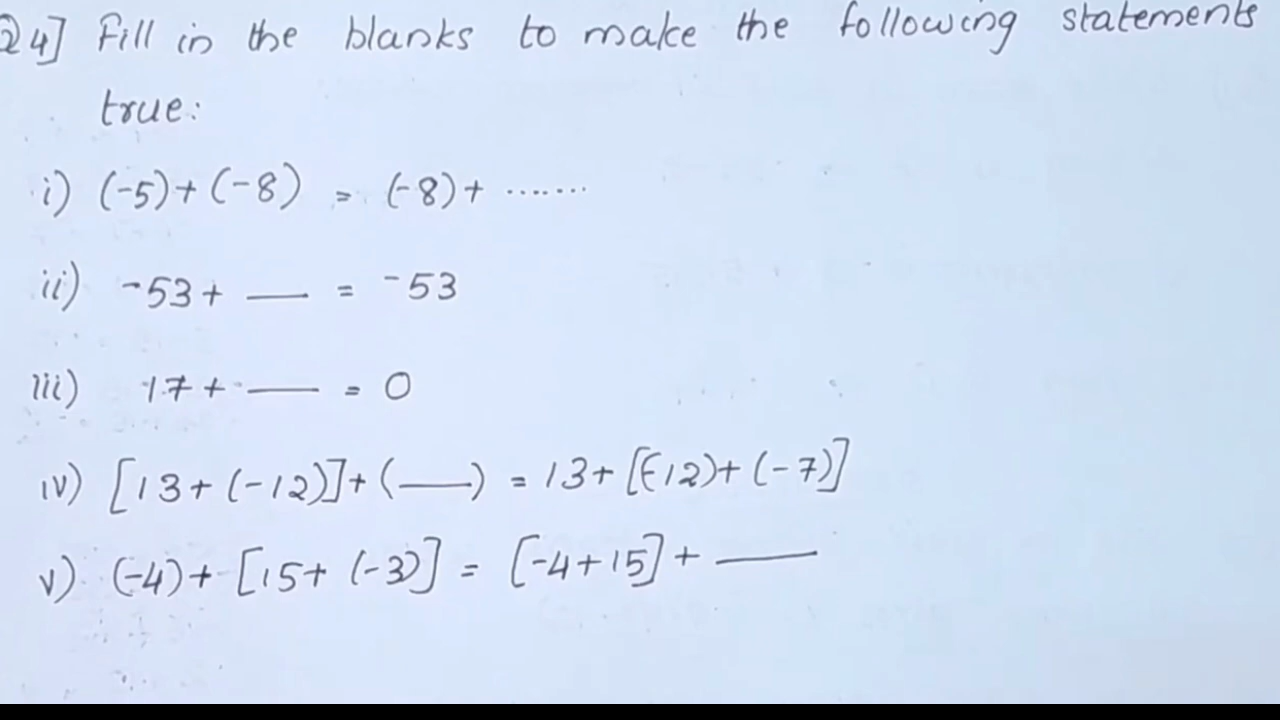 Q4] Fill in the blanks to make the following statements
true:
i) (-5)+(-8) = (-8)+ .......
ii) -53+ ___ = -53
iii) 17+ ___ = 0
iv) [13+(-12)]+(___) = 13+[(-12)+(-7)]
v) (-4)+[15+(-3)] = [-4+15]+ ___